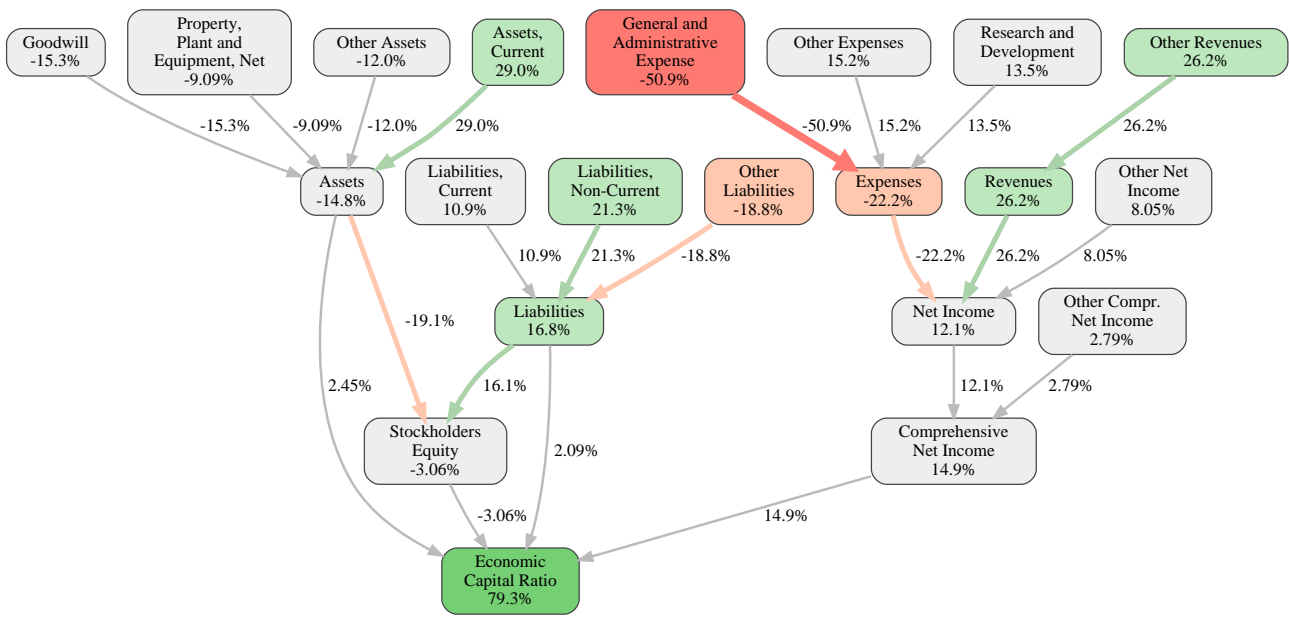 Goodwill
-15.3%
Property,
Plant and
Equipment, Net
-9.09%
Other Assets
-12.0%
Assets,
Current
29.0%
General and
Administrative
Expense
-50.9%
Other Expenses
15.2%
Research and
Development
13.5%
Other Revenues
26.2%
-15.3%
-9.09%
-12.0%
29.0%
-50.9%
15.2%
13.5%
26.2%
Assets
-14.8%
Liabilities,
Current
10.9%
Liabilities,
Non-Current
21.3%
Other
Liabilities
-18.8%
Expenses
-22.2%
Revenues
26.2%
Other Net
Income
8.05%
10.9%
21.3%
-18.8%
-22.2%
26.2%
8.05%
-19.1%
Liabilities
16.8%
Net Income
12.1%
Other Compr.
Net Income
2.79%
2.45%
16.1%
12.1%
2.79%
Stockholders
Equity
-3.06%
2.09%
Comprehensive
Net Income
14.9%
-3.06%
14.9%
Economic
Capital Ratio
79.3%